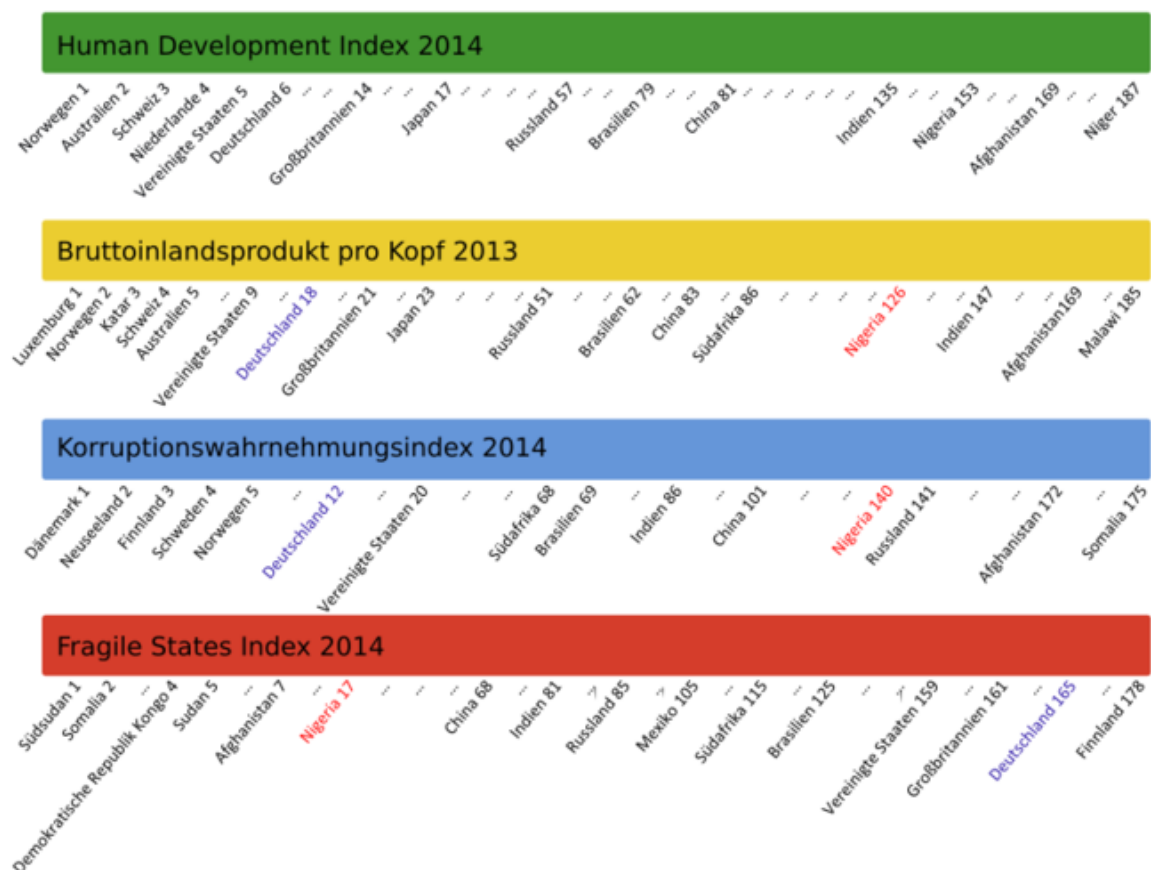 Human Development Index 2014
Norwegen 1
Australien 2
Schweiz 3
Niederlande 4
Vereinigte Staaten 5
Deutschland 6
...
...
Großbritannien 14
...
...
Japan 17
...
...
...
...
Russland 57
...
...
Brasilien 79
...
...
China 81
...
...
...
...
...
Indien 135
...
...
Nigeria 153
...
...
Afghanistan 169
...
...
Niger 187
Bruttoinlandsprodukt pro Kopf 2013
Luxemburg 1
Norwegen 2
Katar 3
Schweiz 4
Australien 5
...
Vereinigte Staaten 9
...
Deutschland 18
...
Großbritannien 21
...
Japan 23
...
...
...
Russland 51
...
...
Brasilien 62
...
China 83
...
Südafrika 86
...
...
...
...
Nigeria 126
...
...
Indien 147
...
...
Afghanistan169
...
Malawi 185
Korruptionswahrnehmungsindex 2014
Dänemark 1
Neuseeland 2
Finnland 3
Schweden 4
Norwegen 5
...
Deutschland 12
...
Vereinigte Staaten 20
...
...
Südafrika 68
Brasilien 69
...
Indien 86
...
China 101
...
...
Nigeria 140
Russland 141
...
...
Afghanistan 172
...
Somalia 175
Fragile States Index 2014
Südsudan 1
Somalia 2
...
Demokratische Republik Kongo 4
Sudan 5
...
Afghanistan 7
...
Nigeria 17
...
...
China 68
...
Indien 81
...
Russland 85
...
Mexiko 105
...
Südafrika 115
...
Brasilien 125
...
...
Vereinigte Staaten 159
...
Großbritannien 161
...
Deutschland 165
...
Finnland 178